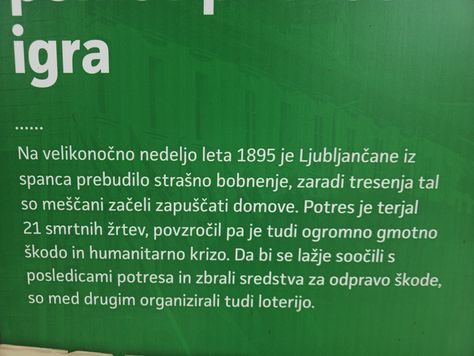 igra
......
Na velikonočno nedeljo leta 1895 je Ljubljančane iz
spanca prebudilo strašno bobnenje, zaradi tresenja tal
so meščani začeli zapuščati domove. Potres je terjal
21 smrtnih žrtev, povzročil pa je tudi ogromno gmotno
škodo in humanitarno krizo. Da bi se lažje soočili s
posledicami potresa in zbrali sredstva za odpravo škode,
so med drugim organizirali tudi loterijo.